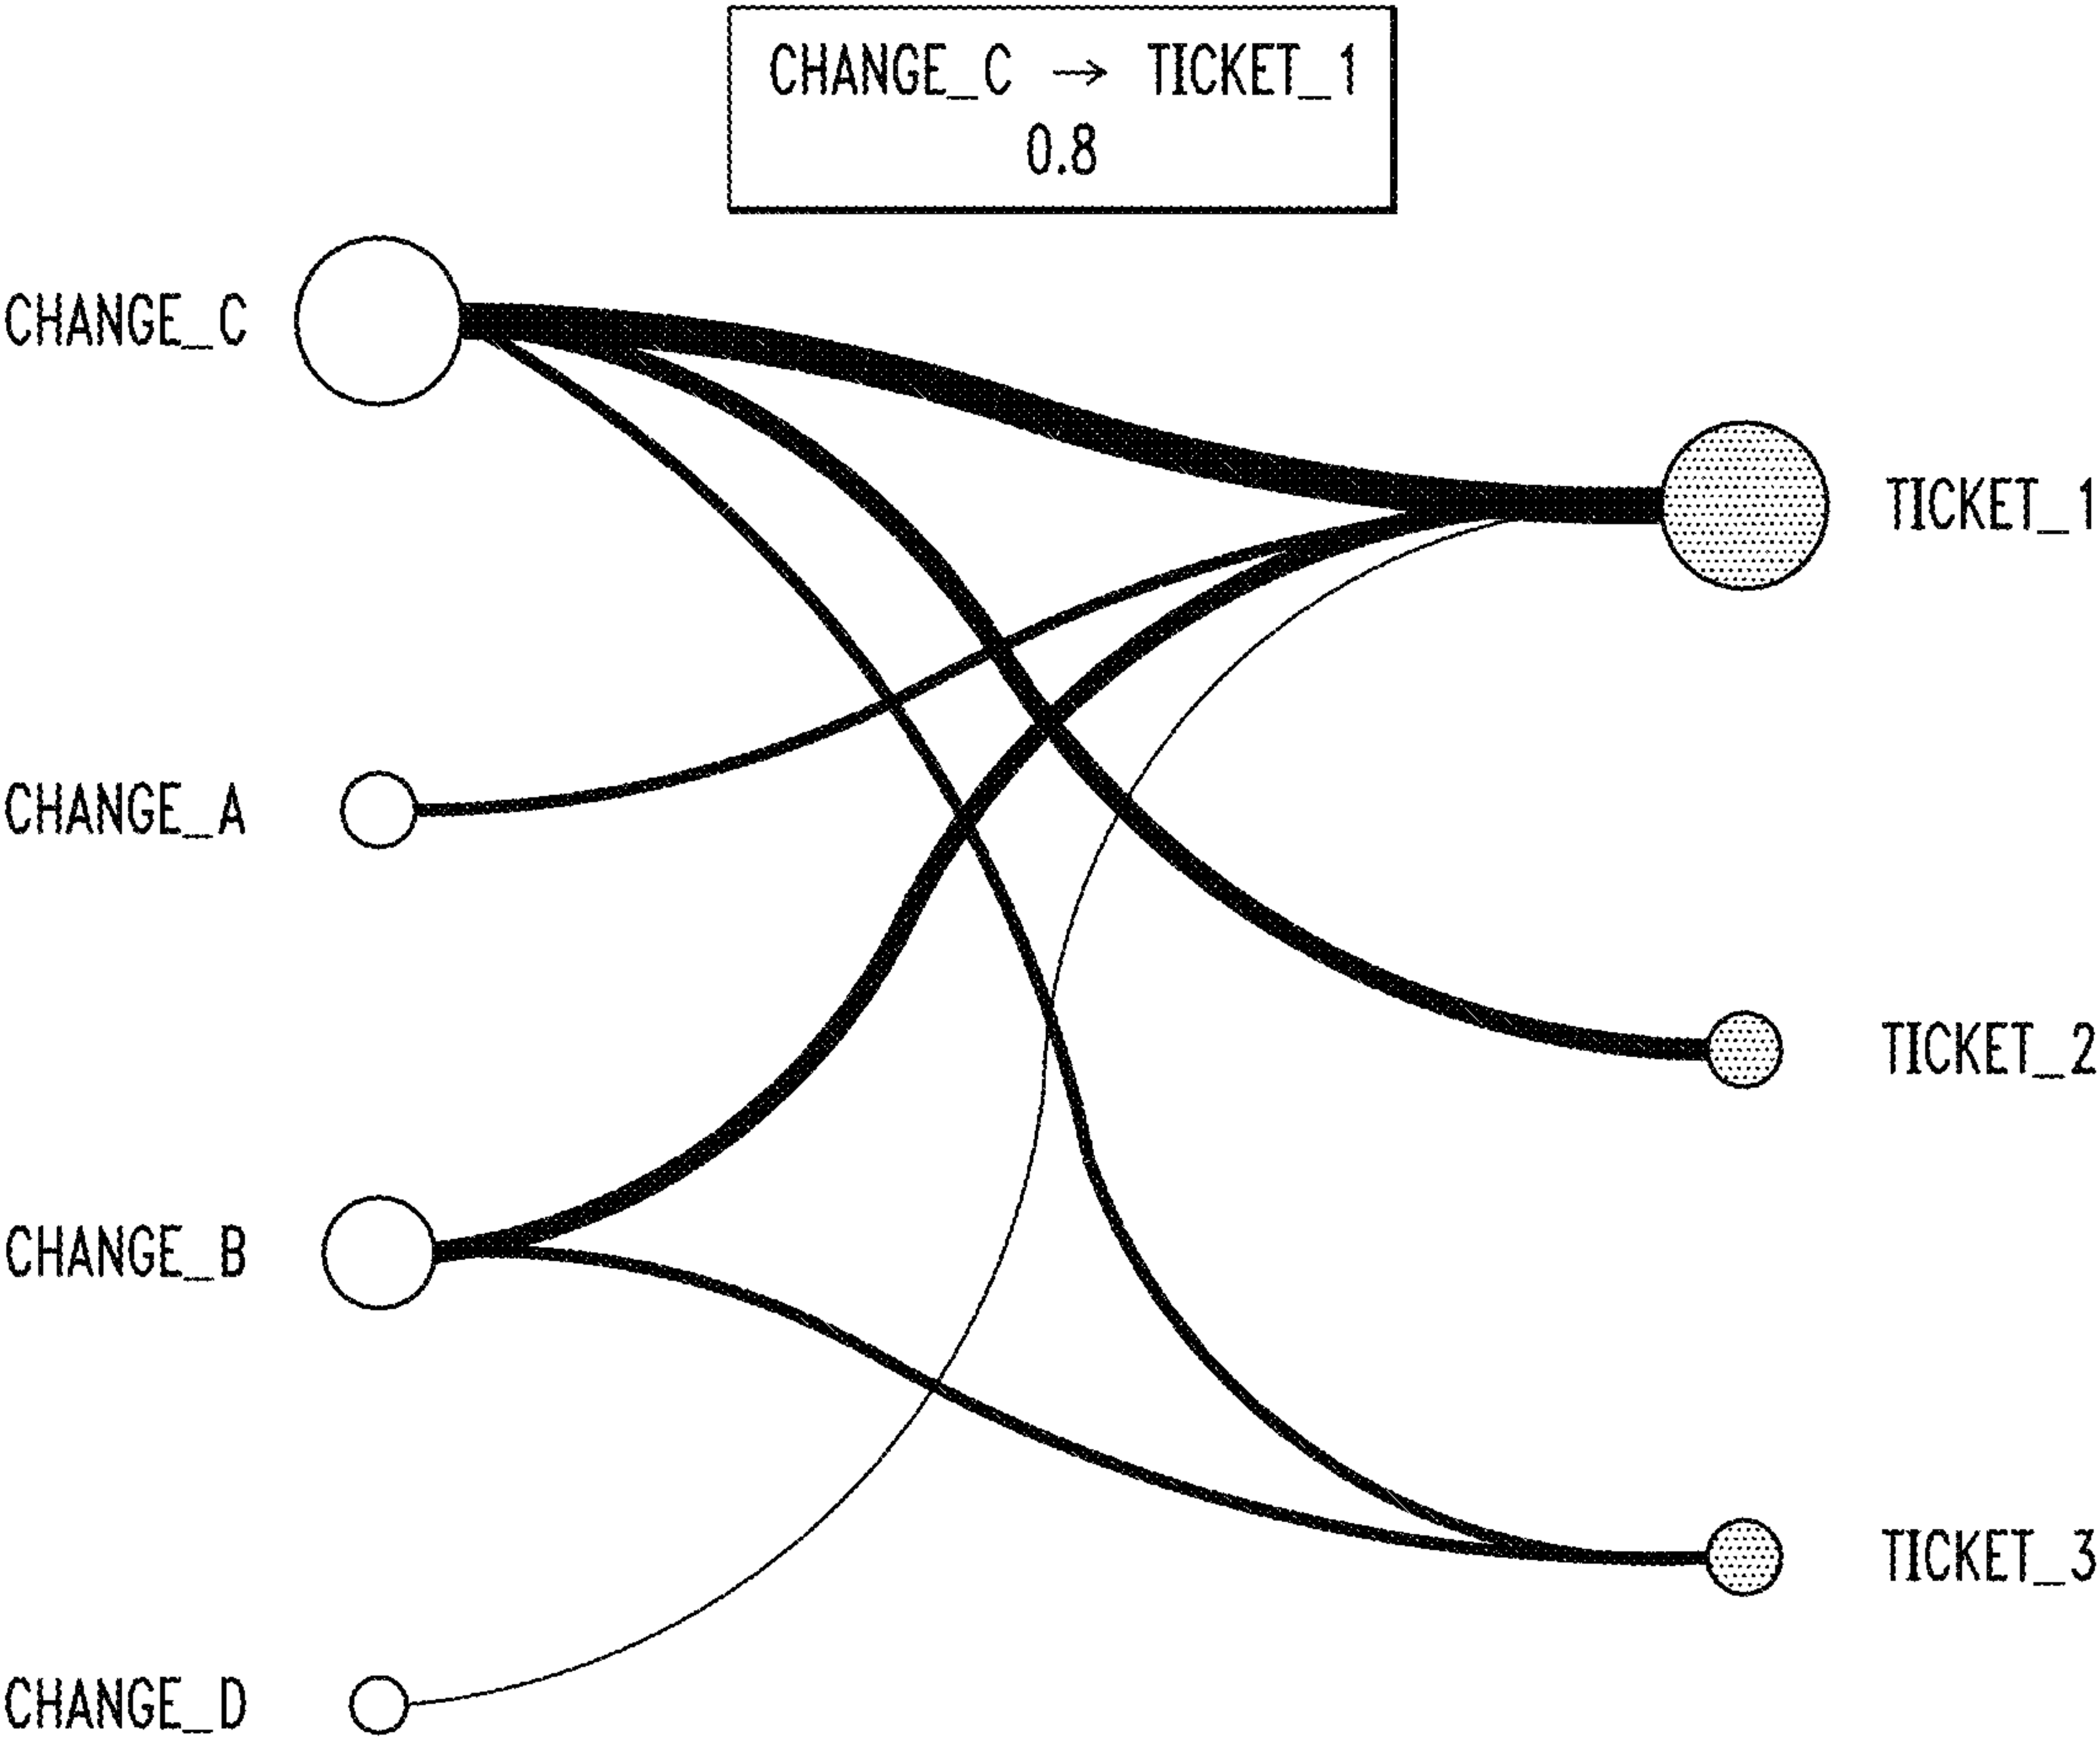 CHANGE_C → TICKET_1
0.8
CHANGE_C
TICKET_1
CHANGE_A
TICKET_2
CHANGE_B
TICKET_3
CHANGE_D